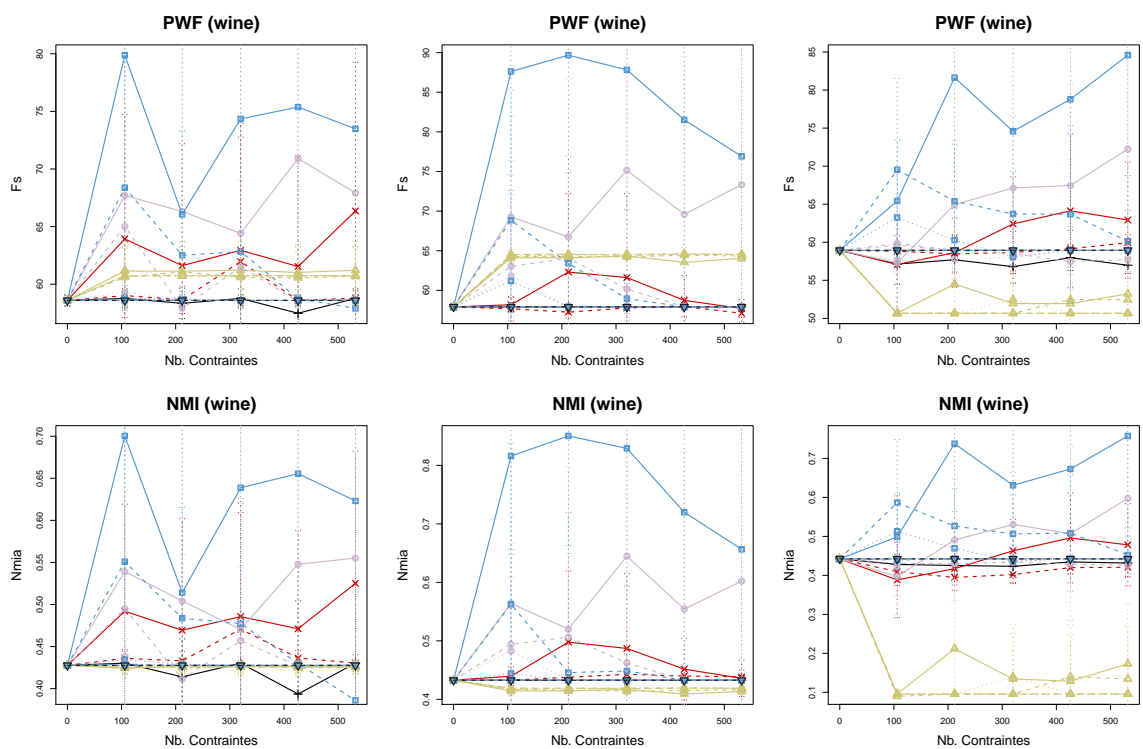 PWF (wine)
PWF (wine)
PWF (wine)
80
75
70
65
60
Fs
0 100 200 300 400 500
Nb. Contraintes
90
85
80
75
70
65
60
Fs
0 100 200 300 400 500
Nb. Contraintes
85
80
75
70
65
60
55
50
Fs
0 100 200 300 400 500
Nb. Contraintes
NMI (wine)
NMI (wine)
NMI (wine)
0.70
0.65
0.60
0.55
0.50
0.45
0.40
Nmia
0 100 200 300 400 500
Nb. Contraintes
0.8
0.7
0.6
0.5
0.4
Nmia
0 100 200 300 400 500
Nb. Contraintes
0.7
0.6
0.5
0.4
0.3
0.2
0.1
Nmia
0 100 200 300 400 500
Nb. Contraintes